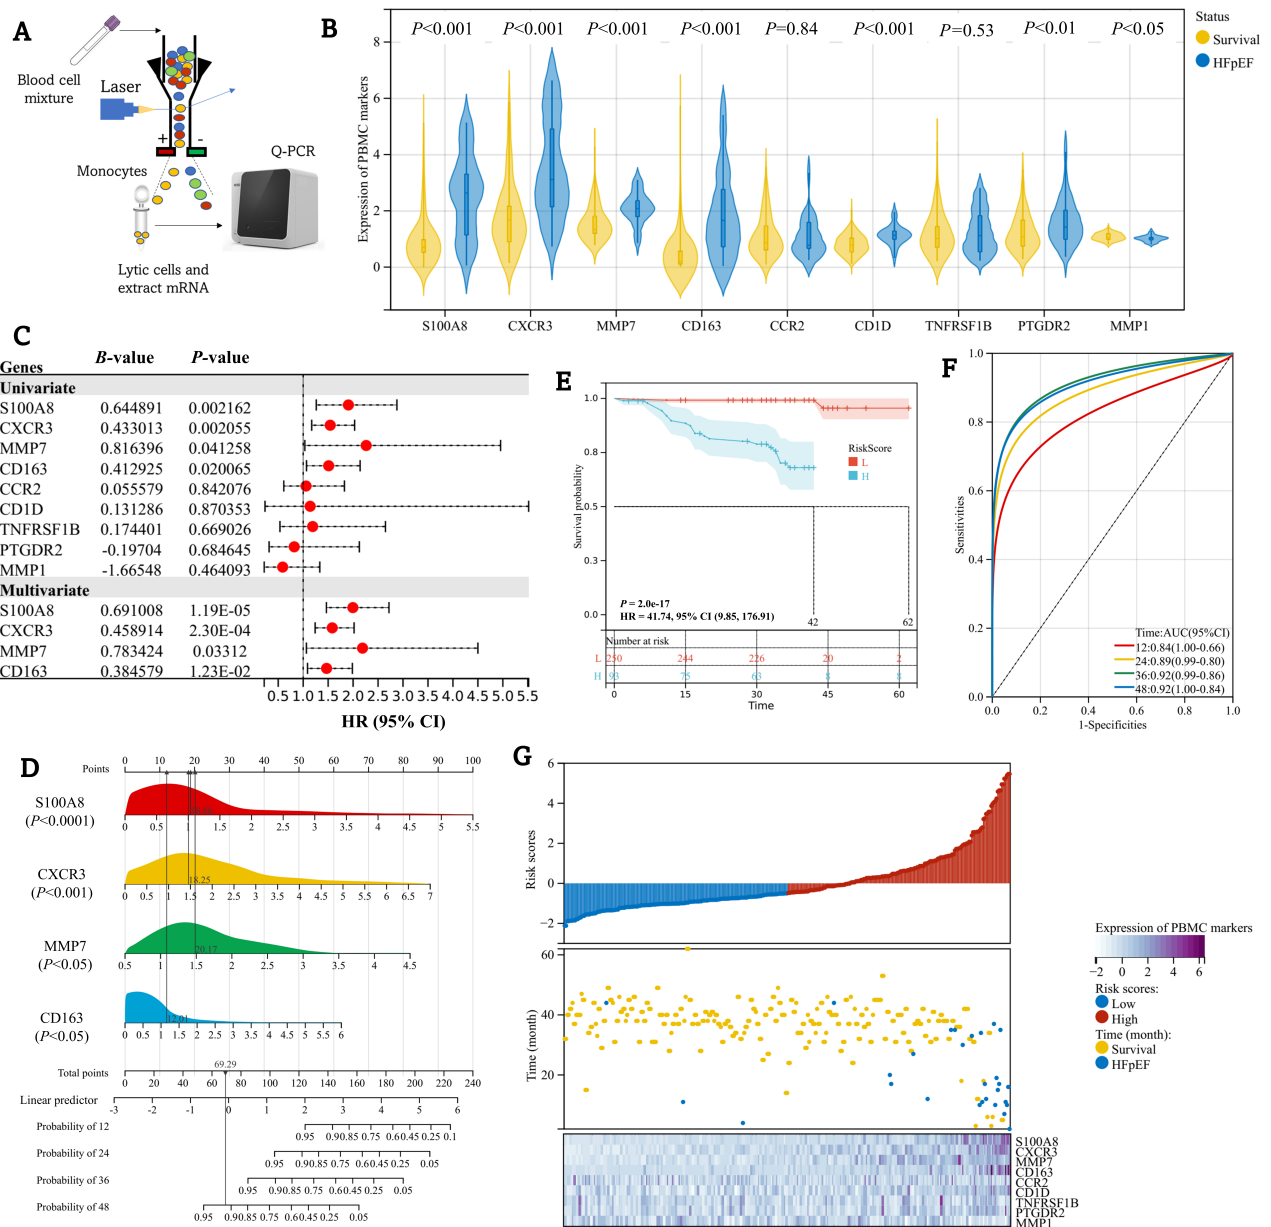 A
Blood cell
mixture
Laser
+ -
Monocytes
Q-PCR
Lytic cells and
extract mRNA
B
P<0.001 P<0.001 P<0.001 P<0.001 P=0.84 P<0.001 P=0.53 P<0.01 P<0.05
Status
Survival
HFpEF
Expression of PBMC markers
8
6
4
2
0
S100A8 CXCR3 MMP7 CD163 CCR2 CD1D TNFRSF1B PTGDR2 MMP1
C
Genes B-value P-value
Univariate
S100A8 0.644891 0.002162
CXCR3 0.433013 0.002055
MMP7 0.816396 0.041258
CD163 0.412925 0.020065
CCR2 0.055579 0.842076
CD1D 0.131286 0.870353
TNFRSF1B 0.174401 0.669026
PTGDR2 -0.19704 0.684645
MMP1 -1.66548 0.464093
Multivariate
S100A8 0.691008 1.19E-05
CXCR3 0.458914 2.30E-04
MMP7 0.783424 0.03312
CD163 0.384579 1.23E-02
0.5 1.0 1.5 2.0 2.5 3.0 3.5 4.0 4.5 5.0 5.5
HR (95% CI)
E
Survival probability
1.0
0.8
0.5
0.3
0.0
RiskScore
L
H
P = 2.0e-17
HR = 41.74, 95% CI (9.85, 176.91)
42 62
Number at risk
L 250 244 226 20 2
H 93 75 63 8 8
0 15 30 45 60
Time
F
Sensitivities
1.0
0.8
0.6
0.4
0.2
0.0
Time:AUC(95%CI)
12:0.84(1.00-0.66)
24:0.89(0.99-0.80)
36:0.92(0.99-0.86)
48:0.92(1.00-0.84)
0.0 0.2 0.4 0.6 0.8 1.0
1-Specificities
D
Points 0 10 20 30 40 50 60 70 80 90 100
S100A8
(P<0.0001)
0 0.5 1 1.5 2 2.5 3 3.5 4 4.5 5 5.5
CXCR3
(P<0.001)
18.25
0 0.5 1 1.5 2 2.5 3 3.5 4 4.5 5 5.5 6 6.5 7
MMP7
(P<0.05)
20.17
0.5 1 1.5 2 2.5 3 3.5 4 4.5
CD163
(P<0.05)
12.01
0 0.5 1 1.5 2 2.5 3 3.5 4 4.5 5 5.5 6
69.29
Total points 0 20 40 60 80 100 120 140 160 180 200 220 240
Linear predictor -3 -2 -1 0 1 2 3 4 5 6
Probability of 12 0.95 0.90.85 0.75 0.60.45 0.25 0.1
Probability of 24 0.95 0.90.85 0.75 0.60.45 0.25 0.05
Probability of 36 0.95 0.90.85 0.75 0.60.45 0.25 0.05
Probability of 48 0.95 0.90.85 0.75 0.60.45 0.25 0.05
G
Risk scores
6
4
2
0
−2
Time (month)
60
40
20
S100A8
CXCR3
MMP7
CD163
CCR2
CD1D
TNFRSF1B
PTGDR2
MMP1
Expression of PBMC markers
−2 0 2 4 6
Risk scores:
Low
High
Time (month):
Survival
HFpEF